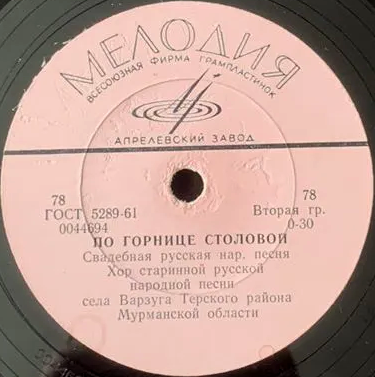 МЕЛОДИЯ
ВСЕСОЮЗНАЯ ФИРМА ГРАМПЛАСТИНОК
АПРЕЛЕВСКИЙ ЗАВОД
78 78
ГОСТ 5289-61 Вторая гр.
0044694 0-30
ПО ГОРНИЦЕ СТОЛОВОЙ
Свадебная русская нар. песня
Хор старинной русской
народной песни
села Варзуга Терского района
Мурманской области